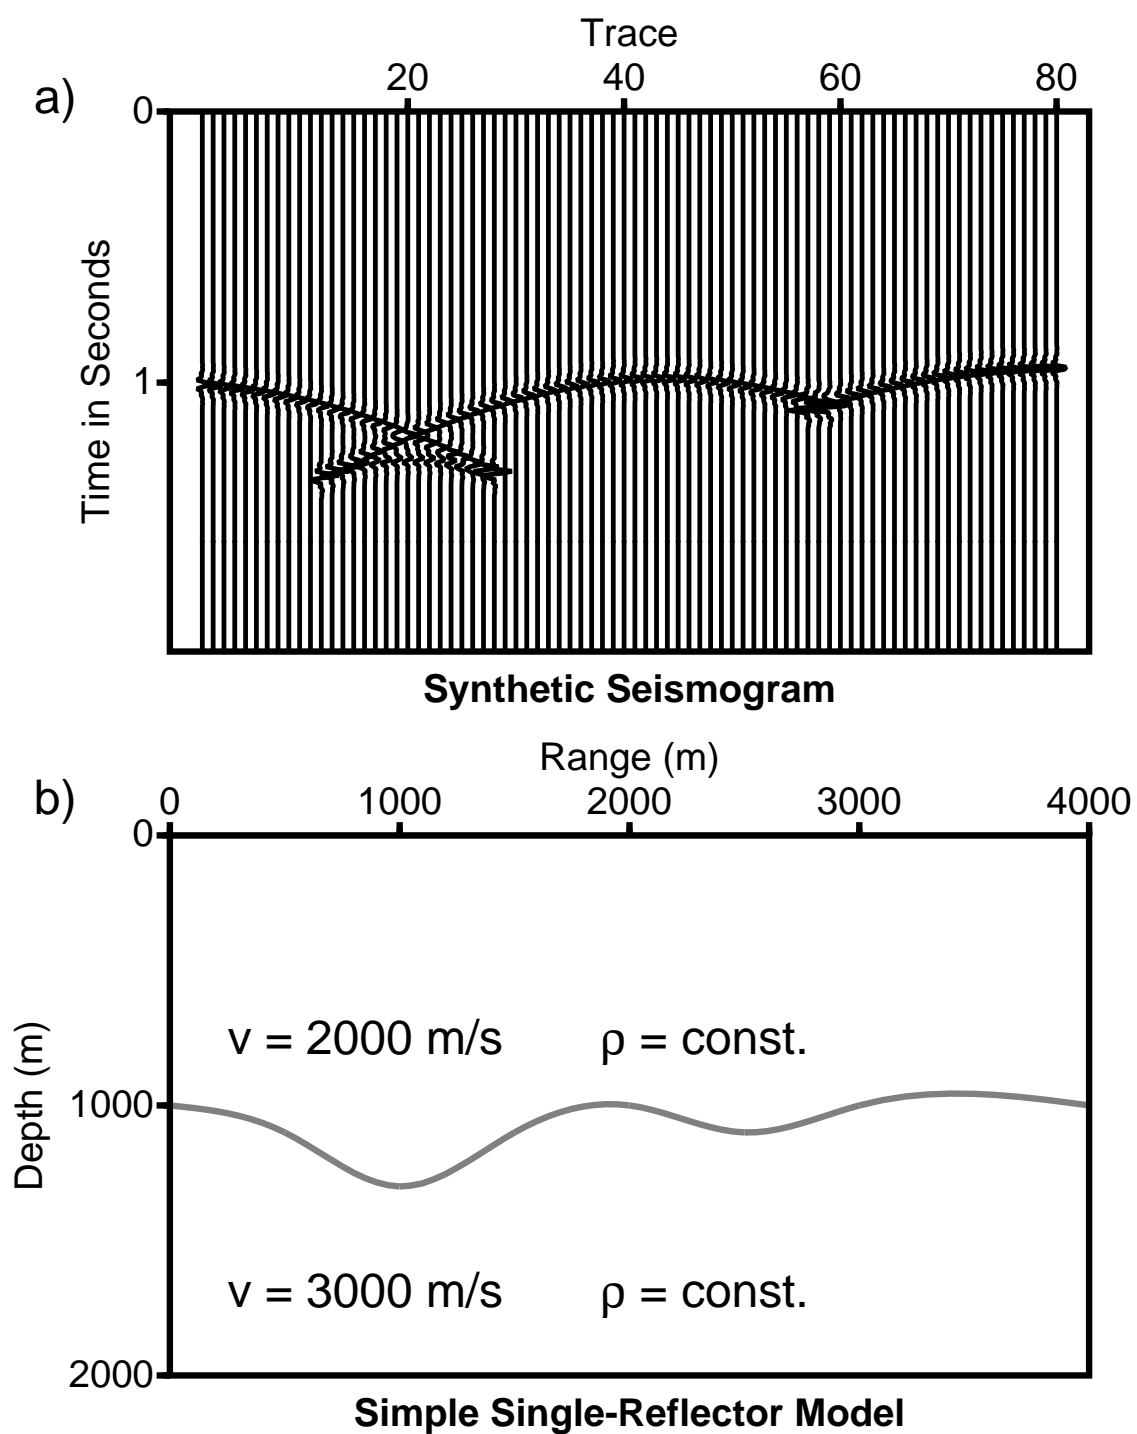 Trace
20 40 60 80
a)
0
Time in Seconds
1
Synthetic Seismogram
Range (m)
b)
0 1000 2000 3000 4000
0
Depth (m)
v = 2000 m/s ρ = const.
1000
v = 3000 m/s ρ = const.
2000
Simple Single-Reflector Model